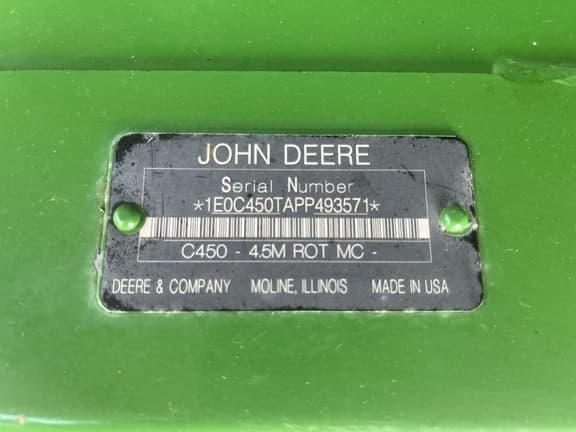 JOHN DEERE
Serial Number
*1E0C450TAPP493571*
C450 - 4.5M ROT MC -
DEERE & COMPANY MOLINE, ILLINOIS MADE IN USA